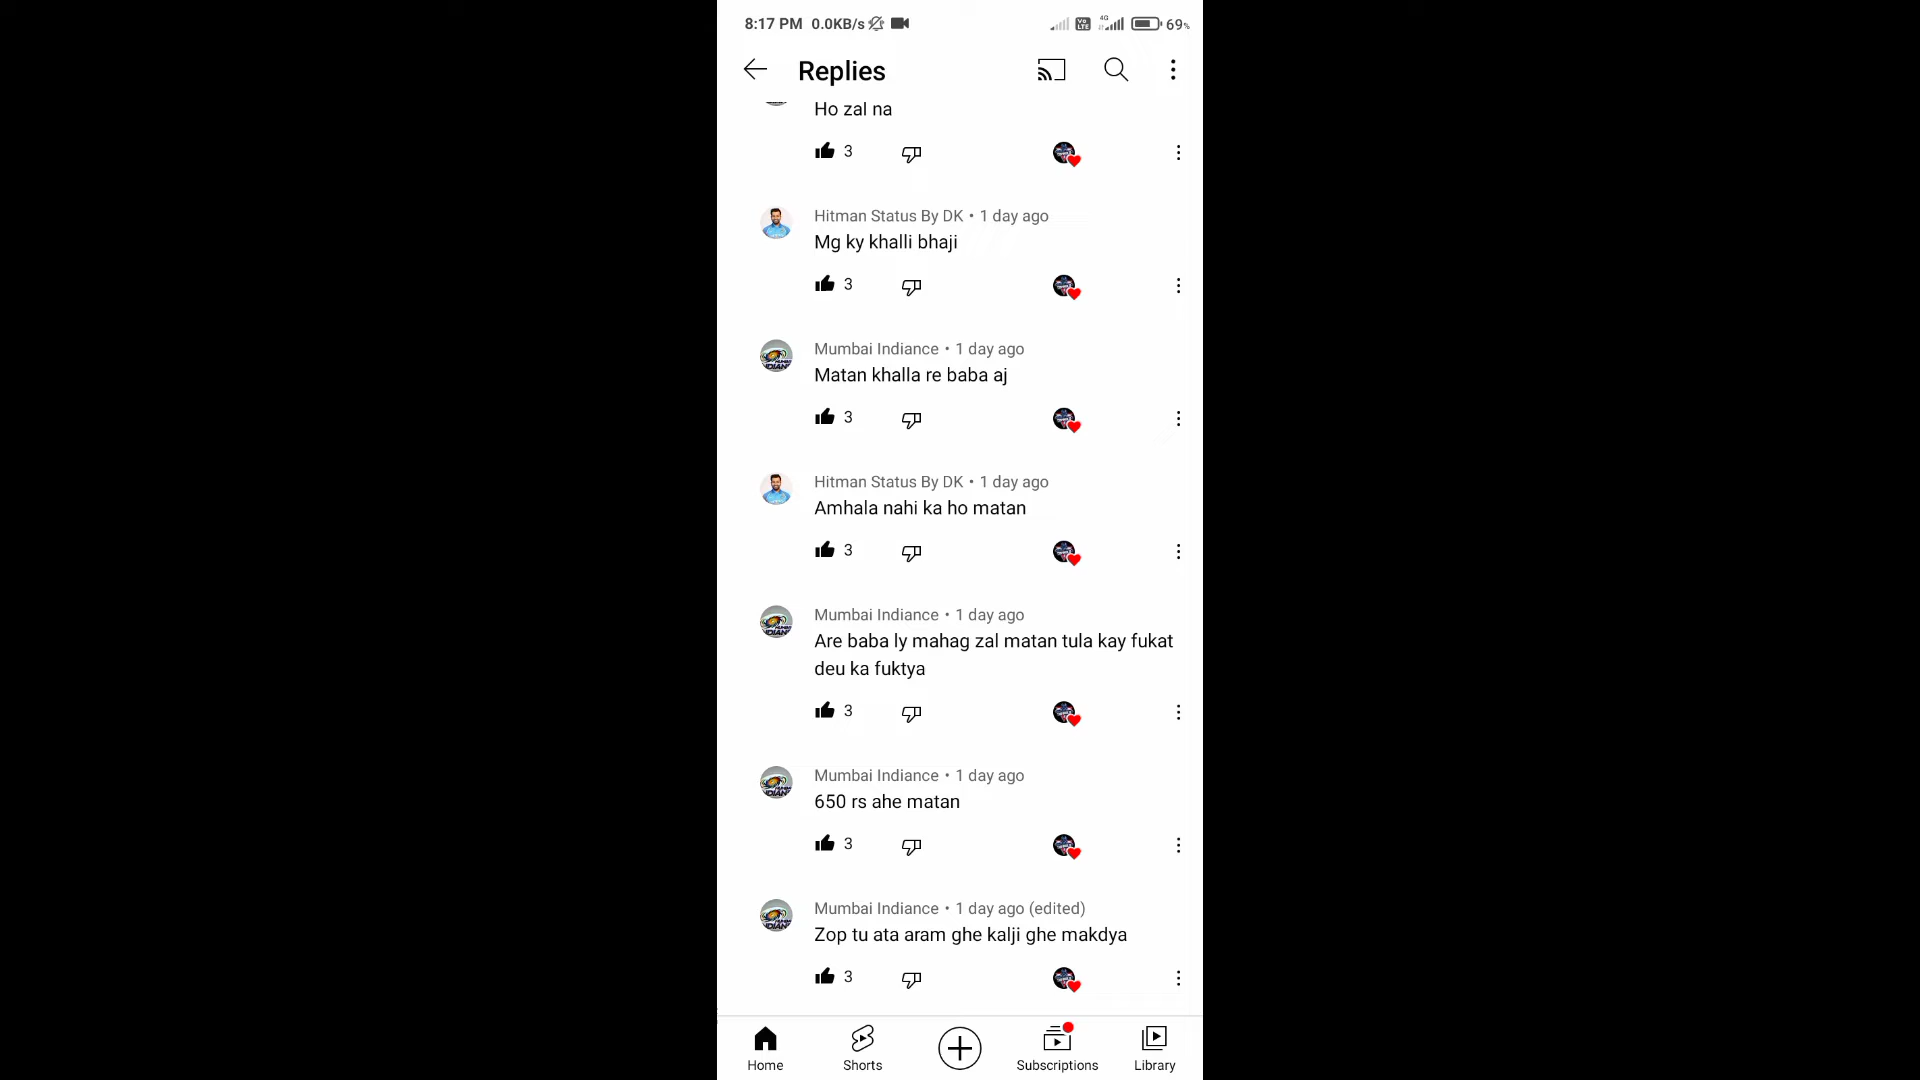 8:17 PM 0.0KB/s 4G 69%
Replies
Ho zal na
3
Hitman Status By DK • 1 day ago
Mg ky khalli bhaji
3
Mumbai Indiance • 1 day ago
Matan khalla re baba aj
3
Hitman Status By DK • 1 day ago
Amhala nahi ka ho matan
3
Mumbai Indiance • 1 day ago
Are baba ly mahag zal matan tula kay fukat
deu ka fuktya
3
Mumbai Indiance • 1 day ago
650 rs ahe matan
3
Mumbai Indiance • 1 day ago (edited)
Zop tu ata aram ghe kalji ghe makdya
3
Home Shorts Subscriptions Library